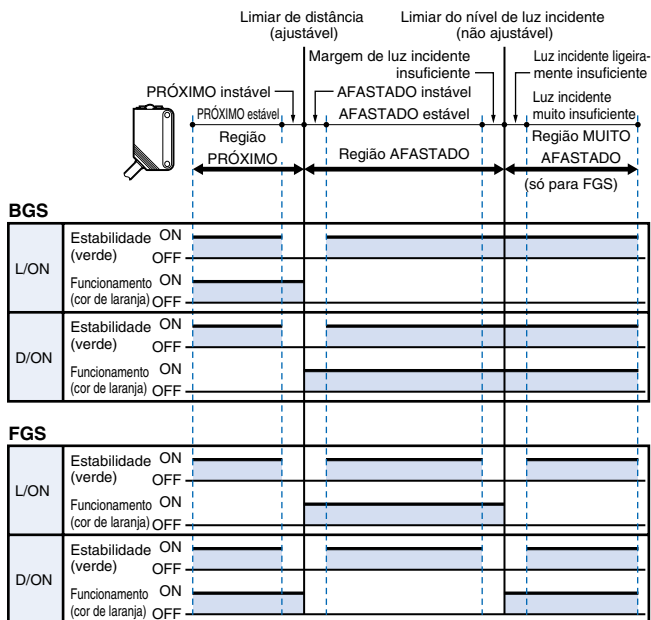 Limiar de distância
(ajustável)
Limiar do nível de luz incidente
(não ajustável)
Margem de luz incidente
insuficiente
Luz incidente ligeira-
mente insuficiente
PRÓXIMO instável
AFASTADO instável
Luz incidente
muito insuficiente
PRÓXIMO estável
AFASTADO estável
Região
PRÓXIMO
Região AFASTADO
Região MUITO
AFASTADO
(só para FGS)
BGS
L/ON
Estabilidade
(verde)
ON
OFF
Funcionamento
(cor de laranja)
ON
OFF
D/ON
Estabilidade
(verde)
ON
OFF
Funcionamento
(cor de laranja)
ON
OFF
FGS
L/ON
Estabilidade
(verde)
ON
OFF
Funcionamento
(cor de laranja)
ON
OFF
D/ON
Estabilidade
(verde)
ON
OFF
Funcionamento
(cor de laranja)
ON
OFF